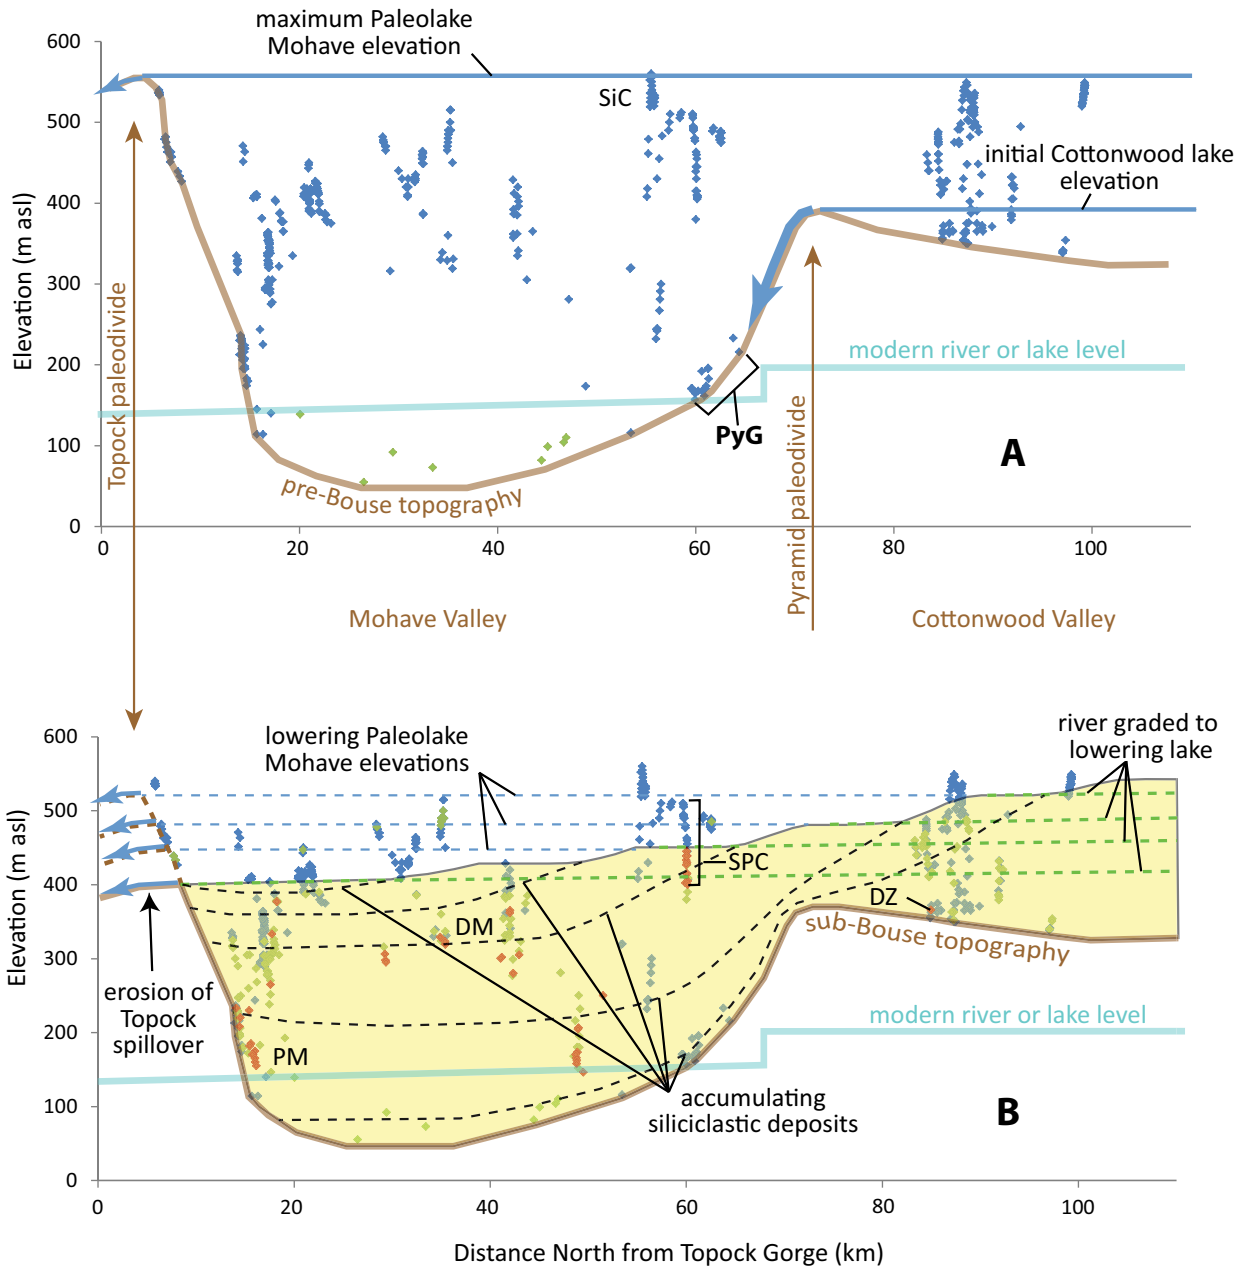 maximum Paleolake
Mohave elevation
600
500
400
300
200
100
0
Elevation (m asl)
SiC
initial Cottonwood lake
elevation
modern river or lake level
PyG
A
pre-Bouse topography
Topock paleodivide
Pyramid paleodivide
0
20
40
60
80
100
Mohave Valley
Cottonwood Valley
lowering Paleolake
Mohave elevations
river graded to
lowering lake
600
500
400
300
200
100
0
Elevation (m asl)
SPC
DM
DZ
sub-Bouse topography
erosion of
Topock
spillover
PM
modern river or lake level
accumulating
siliciclastic deposits
B
0
20
40
60
80
100
Distance North from Topock Gorge (km)